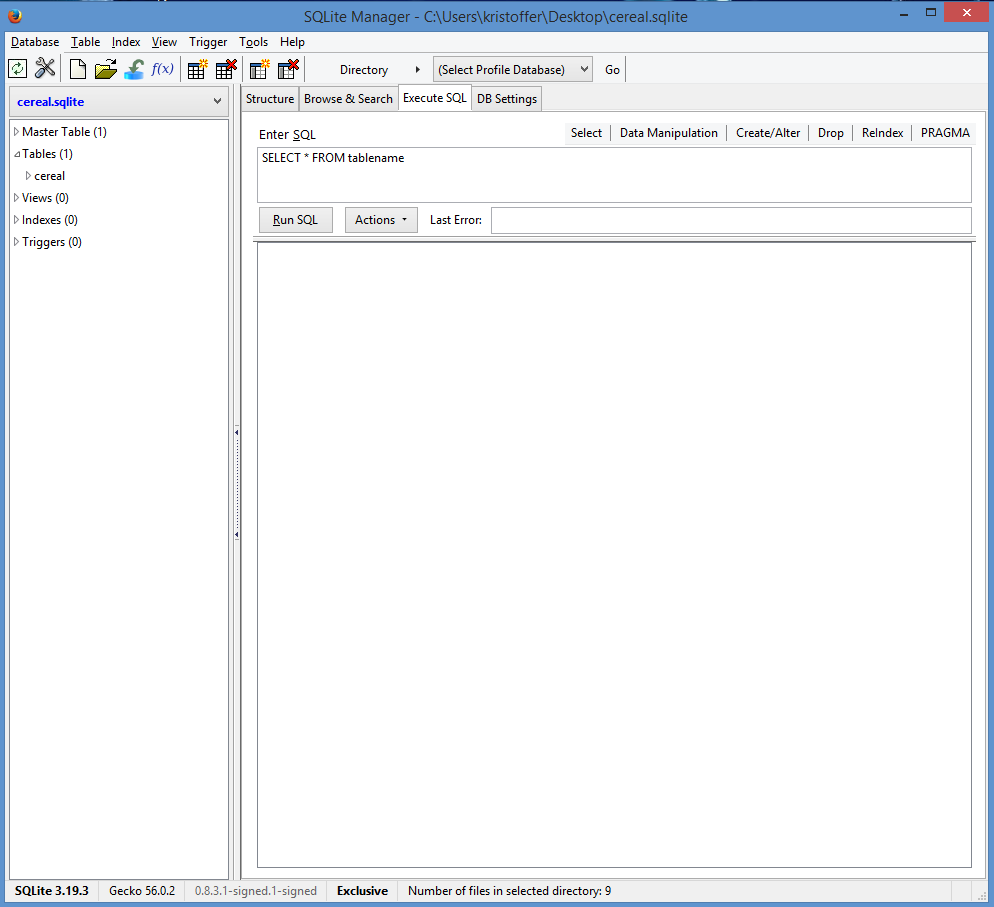 SQLite Manager - C:\Users\kristoffer\Desktop\cereal.sqlite
Database Table Index View Trigger Tools Help
f(x) Directory (Select Profile Database) Go
cereal.sqlite
Master Table (1)
Tables (1)
cereal
Views (0)
Indexes (0)
Triggers (0)
Structure Browse & Search Execute SQL DB Settings
Enter SQL Select Data Manipulation Create/Alter Drop ReIndex PRAGMA
SELECT * FROM tablename
Run SQL Actions Last Error:
SQLite 3.19.3 Gecko 56.0.2 0.8.3.1-signed.1-signed Exclusive Number of files in selected directory: 9